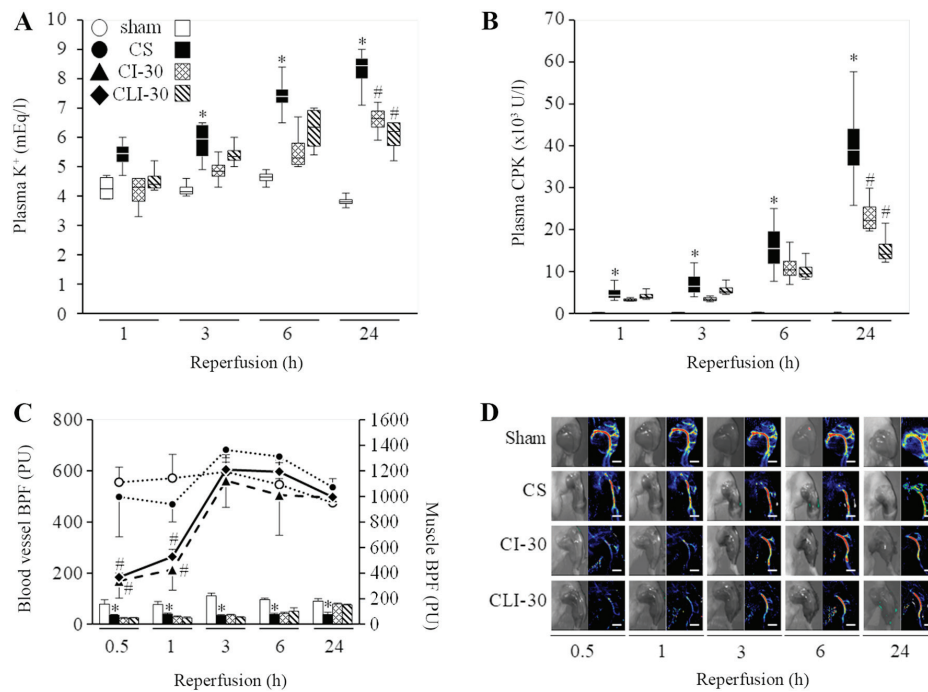 A
10
9
8
7
6
5
4
3
2
1
0
Plasma K+ (mEq/l)
sham
CS
CI-30
CLI-30
*
*
*
#
#
1 3 6 24
Reperfusion (h)
B
70
60
50
40
30
20
10
0
Plasma CPK (x10³ U/l)
*
*
*
*
#
#
1 3 6 24
Reperfusion (h)
C
800
600
400
200
0
Blood vessel BPF (PU)
1600
1400
1200
1000
800
600
400
200
0
Muscle BPF (PU)
#
#
#
#
* * * * *
0.5 1 3 6 24
Reperfusion (h)
D
Sham
CS
CI-30
CLI-30
0.5 1 3 6 24
Reperfusion (h)